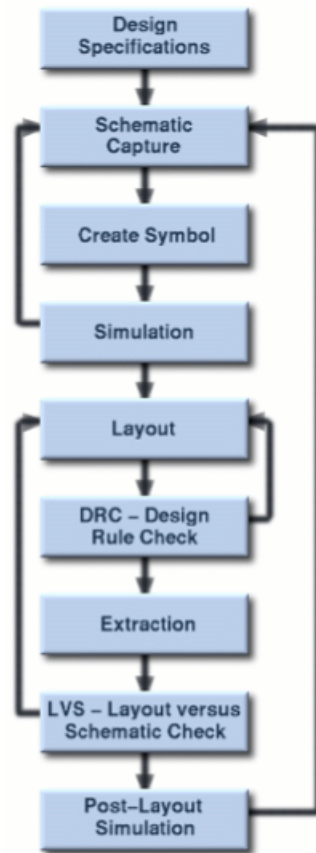 Design
Specifications
Schematic
Capture
Create Symbol
Simulation
Layout
DRC – Design
Rule Check
Extraction
LVS – Layout versus
Schematic Check
Post–Layout
Simulation